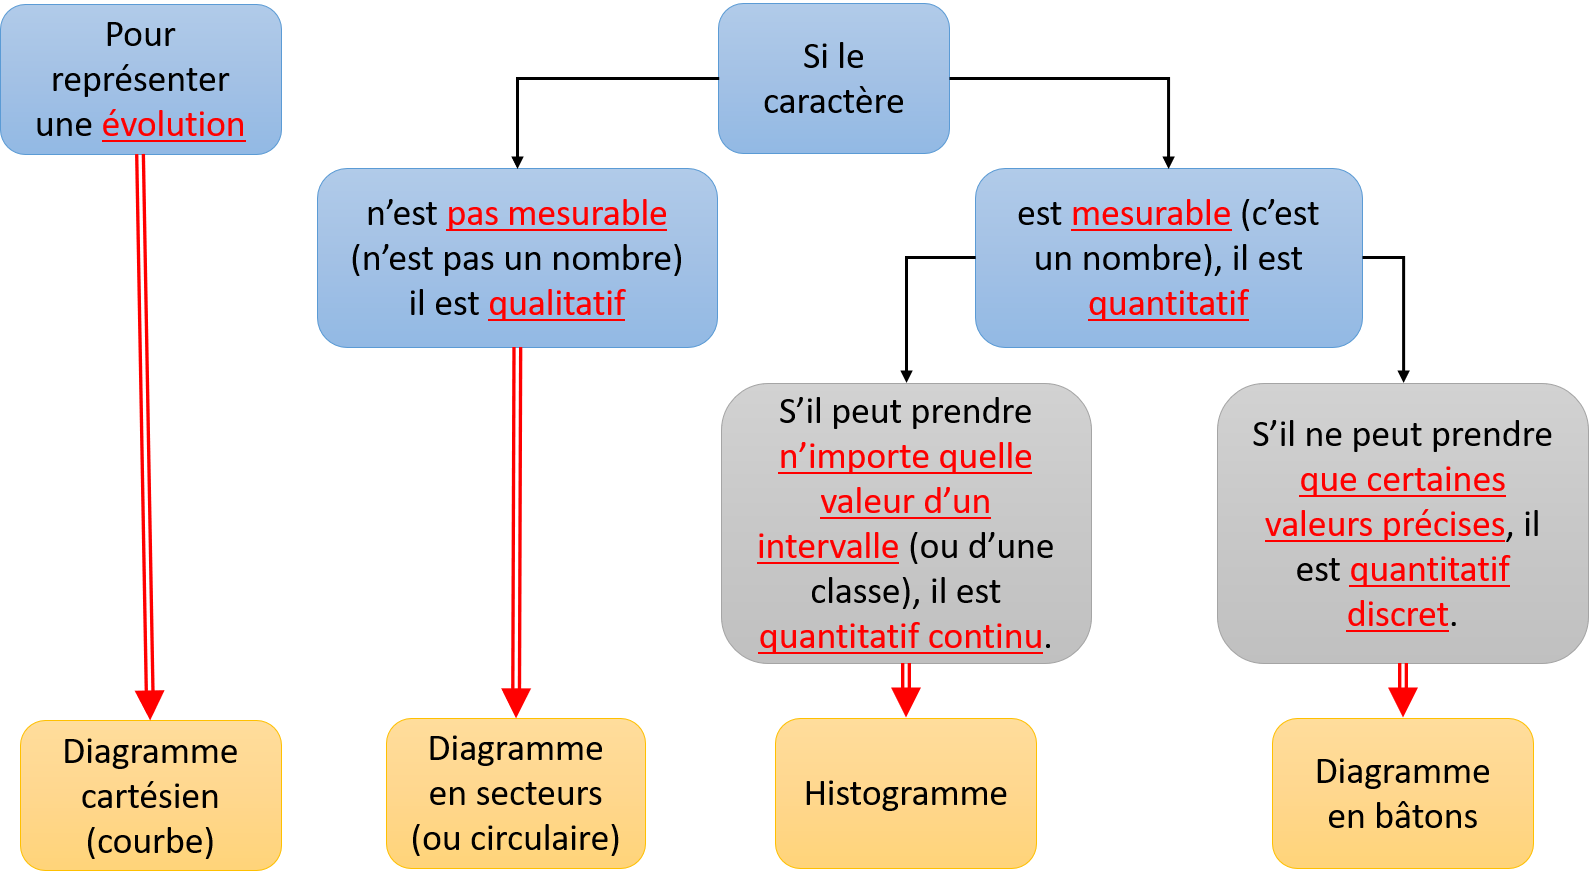 Pour
représenter
une évolution
Si le
caractère
n’est pas mesurable
(n’est pas un nombre)
il est qualitatif
est mesurable (c’est
un nombre), il est
quantitatif
S’il peut prendre
n’importe quelle
valeur d’un
intervalle (ou d’une
classe), il est
quantitatif continu.
S’il ne peut prendre
que certaines
valeurs précises, il
est quantitatif
discret.
Diagramme
cartésien
(courbe)
Diagramme
en secteurs
(ou circulaire)
Histogramme
Diagramme
en bâtons